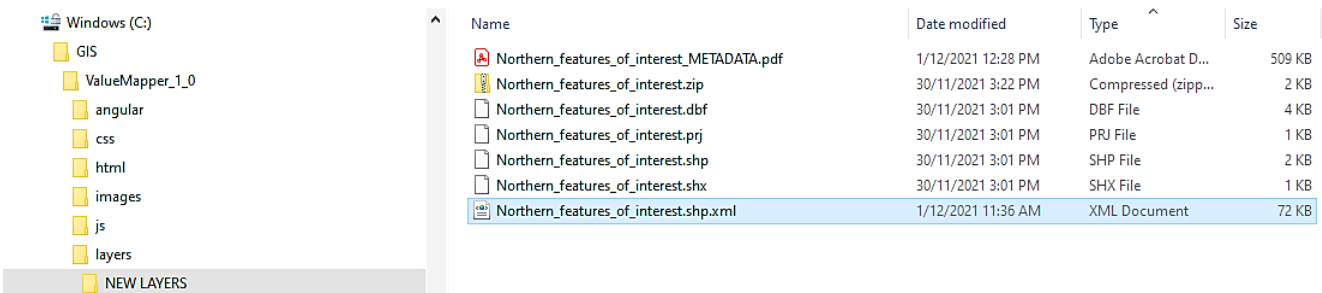 Windows (C:)
GIS
ValueMapper_1_0
angular
css
html
images
js
layers
NEW LAYERS
Name Date modified Type Size
Northern_features_of_interest_METADATA.pdf 1/12/2021 12:28 PM Adobe Acrobat D... 509 KB
Northern_features_of_interest.zip 30/11/2021 3:22 PM Compressed (zipp... 2 KB
Northern_features_of_interest.dbf 30/11/2021 3:01 PM DBF File 4 KB
Northern_features_of_interest.prj 30/11/2021 3:01 PM PRJ File 1 KB
Northern_features_of_interest.shp 30/11/2021 3:01 PM SHP File 2 KB
Northern_features_of_interest.shx 30/11/2021 3:01 PM SHX File 1 KB
Northern_features_of_interest.shp.xml 1/12/2021 11:36 AM XML Document 72 KB